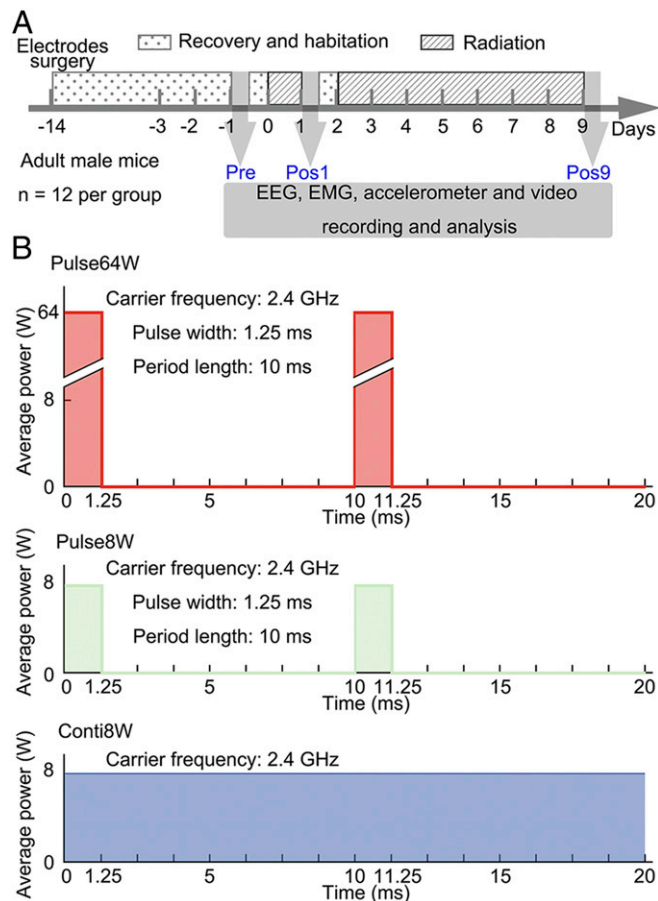 A
Electrodes
surgery
Recovery and habitation
Radiation
-14 -3 -2 -1 0 1 2 3 4 5 6 7 8 9 Days
Adult male mice
n = 12 per group
Pre Pos1 Pos9
EEG, EMG, accelerometer and video
recording and analysis
B
Pulse64W
Carrier frequency: 2.4 GHz
Pulse width: 1.25 ms
Period length: 10 ms
Average power (W)
64
8
0
0 1.25 5 10 11.25 15 20
Time (ms)
Pulse8W
Carrier frequency: 2.4 GHz
Pulse width: 1.25 ms
Period length: 10 ms
Average power (W)
8
0
0 1.25 5 10 11.25 15 20
Time (ms)
Conti8W
Carrier frequency: 2.4 GHz
Average power (W)
8
0
0 1.25 5 10 11.25 15 20
Time (ms)